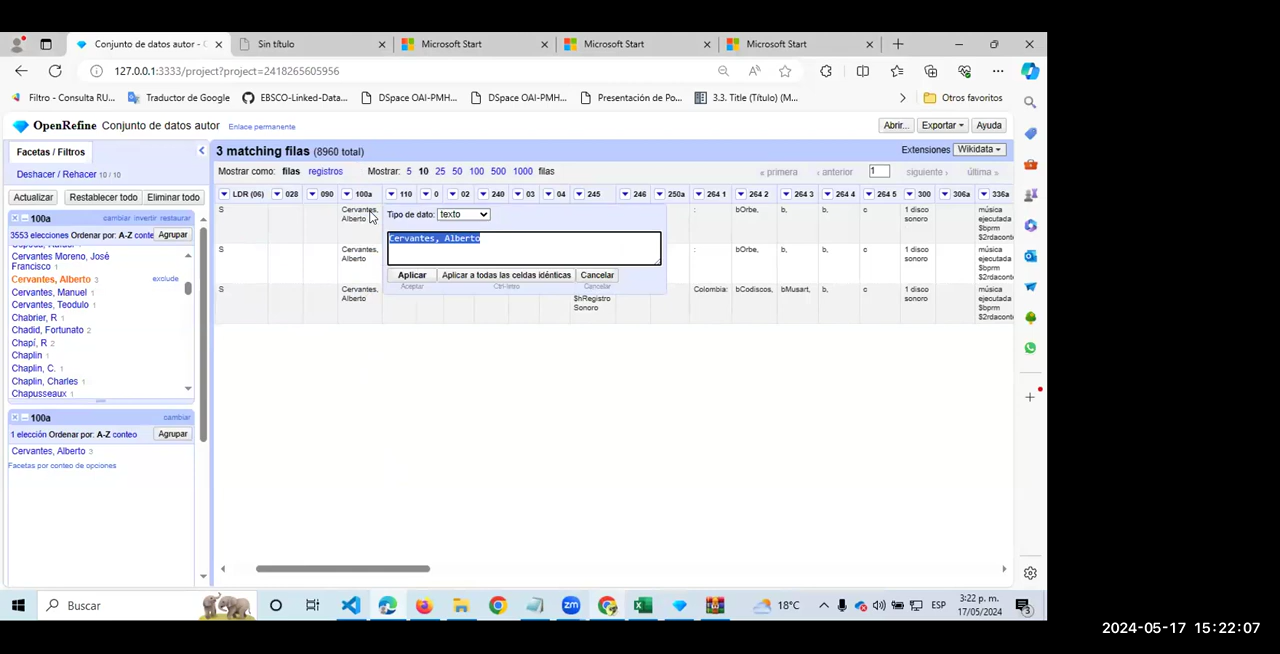 Conjunto de datos autor - C
Sin título
Microsoft Start
Microsoft Start
Microsoft Start
127.0.0.1:3333/project?project=2418265605956
Filtro - Consulta RU...
Traductor de Google
EBSCO-Linked-Data...
DSpace OAI-PMH...
DSpace OAI-PMH...
Presentación de Po...
3.3. Title (Título) (M...
Otros favoritos
OpenRefine Conjunto de datos autor Enlace permanente
Abrir... Exportar Ayuda
Facetas / Filtros
Deshacer / Rehacer 10 / 10
Actualizar Restablecer todo Eliminar todo
100a cambiar invertir restaurar
3553 elecciones Ordenar por: A-Z conte Agrupar
Cervantes Moreno, José
Francisco 1
Cervantes, Alberto 3 exclude
Cervantes, Manuel 1
Cervantes, Teodulo 1
Chabrier, R 1
Chadid, Fortunato 2
Chapí, R 2
Chaplin 1
Chaplin, C. 1
Chaplin, Charles 1
Chapusseaux 1
100a cambiar
1 elección Ordenar por: A-Z conteo Agrupar
Cervantes, Alberto 3
Facetas por conteo de opciones
3 matching filas (8960 total)
Extensiones Wikidata
Mostrar como: filas registros Mostrar: 5 10 25 50 100 500 1000 filas
« primera ‹ anterior 1 siguiente › última »
LDR (06) 028 090 100a 110 0 02 240 03 04 245 246 250a 264 1 264 2 264 3 264 4 264 5 300 306a 336a
S Cervantes, Alberto : bOrbe, b, b, c 1 disco sonoro música ejecutada $bprm $2rdaconte
S Cervantes, Alberto : bOrbe, b, b, c 1 disco sonoro música ejecutada $bprm $2rdaconte
S Cervantes, Alberto $hRegistro Sonoro Colombia: bCodiscos, bMusart, b, c 1 disco sonoro música ejecutada $bprm $2rdaconte
Tipo de dato: texto
Cervantes, Alberto
Aplicar Aplicar a todas las celdas idénticas Cancelar
Aceptar Ctrl-Intro Cancelar
Buscar
18°C
ESP
3:22 p. m.
17/05/2024
3
2024-05-17 15:22:07